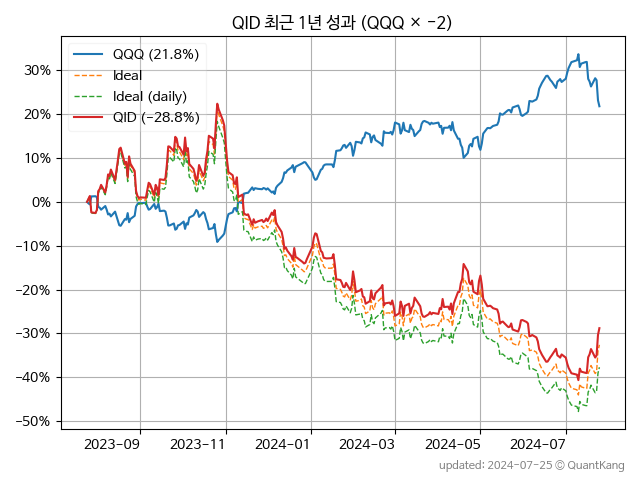 QID 최근 1년 성과 (QQQ × −2)
QQQ (21.8%)
Ideal
Ideal (daily)
QID (−28.8%)
30%
20%
10%
0%
−10%
−20%
−30%
−40%
−50%
2023−09
2023−11
2024−01
2024−03
2024−05
2024−07
updated: 2024−07−25 © QuantKang